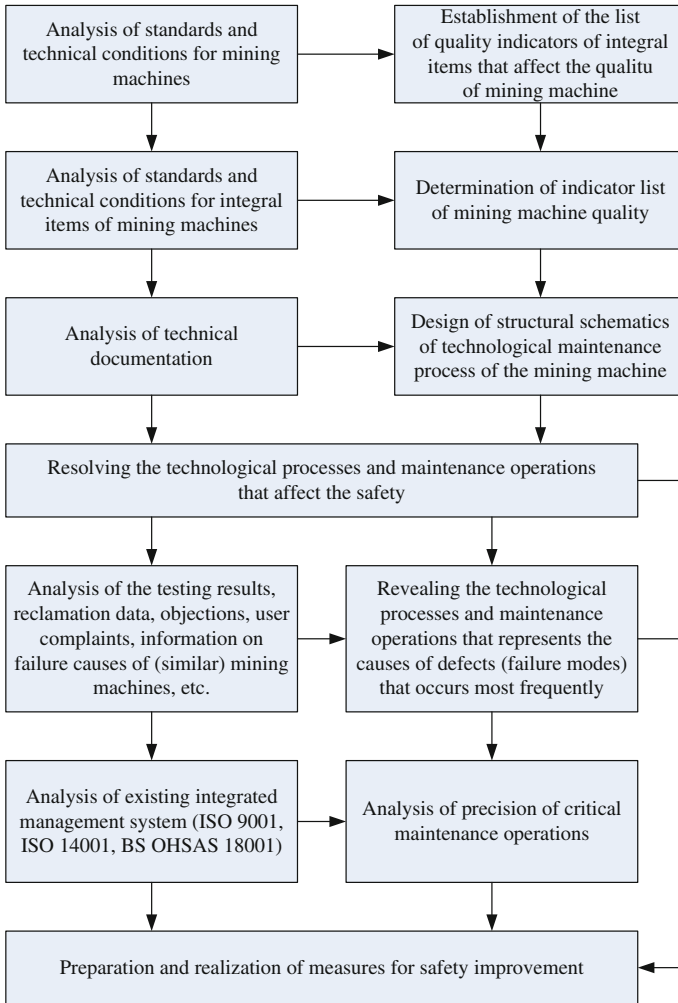 Analysis of standards and
technical conditions for mining
machines
Establishment of the list
of quality indicators of integral
items that affect the qualitu
of mining machine
Analysis of standards and
technical conditions for integral
items of mining machines
Determination of indicator list
of mining machine quality
Analysis of technical
documentation
Design of structural schematics
of technological maintenance
process of the mining machine
Resolving the technological processes and maintenance operations
that affect the safety
Analysis of the testing results,
reclamation data, objections, user
complaints, information on
failure causes of (similar) mining
machines, etc.
Revealing the technological
processes and maintenance
operations that represents the
causes of defects (failure modes)
that occurs most frequently
Analysis of existing integrated
management system (ISO 9001,
ISO 14001, BS OHSAS 18001)
Analysis of precision of critical
maintenance operations
Preparation and realization of measures for safety improvement